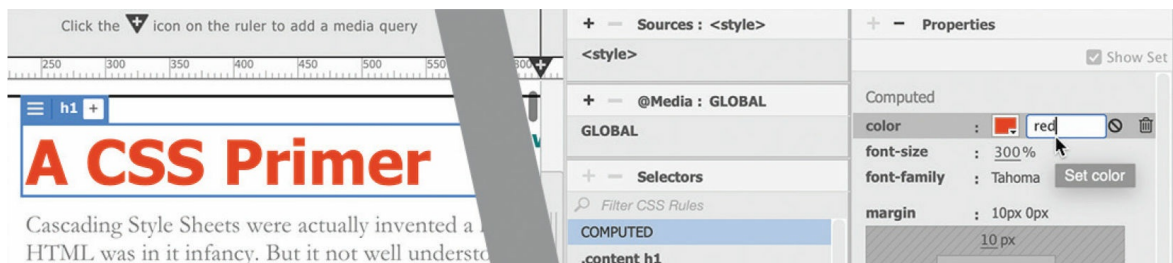 Click the icon on the ruler to add a media query
250 300 350 400 450 500 550
h1 +
A CSS Primer
Cascading Style Sheets were actually invented a
HTML was in it infancy. But it not well understo
+ − Sources : <style>
<style>
+ − @Media : GLOBAL
GLOBAL
+ − Selectors
Filter CSS Rules
COMPUTED
.content h1
+ − Properties
Show Set
Computed
color : red
font-size : 300 %
font-family : Tahoma
Set color
margin : 10px 0px
10 px